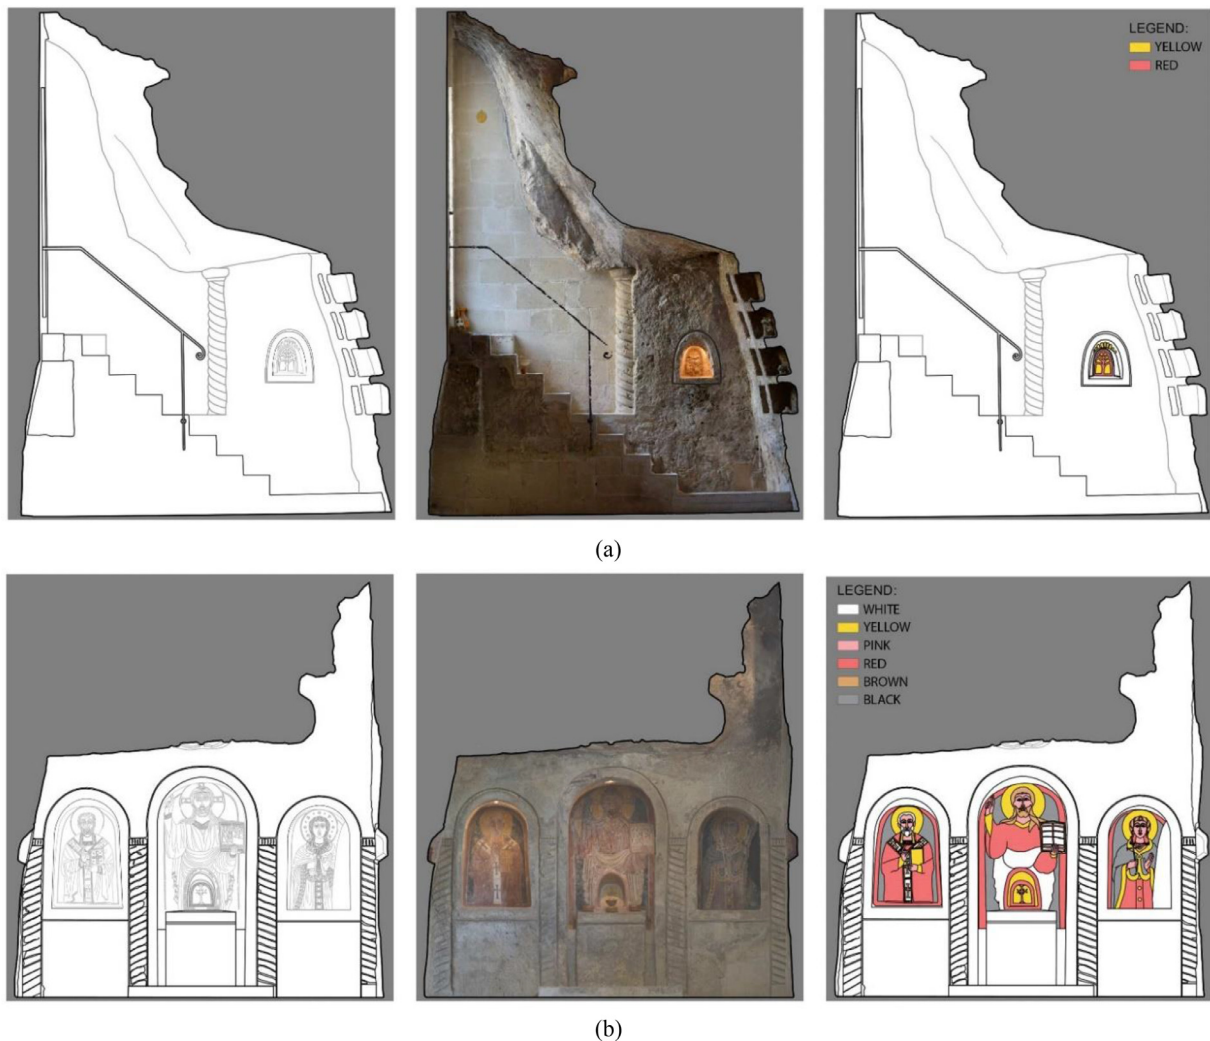 LEGEND:
YELLOW
RED
(a)
LEGEND:
WHITE
YELLOW
PINK
RED
BROWN
BLACK
(b)